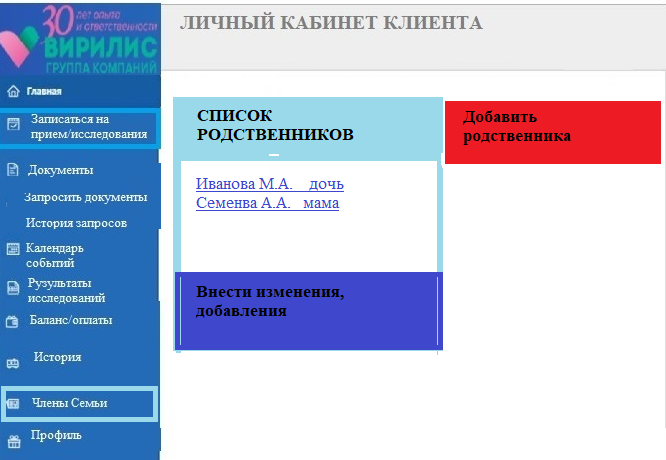 30 лет опыта
и ответственности
ВИРИЛИС
ГРУППА КОМПАНИЙ
Главная
Записаться на
прием/исследования
Документы
Запросить документы
История запросов
Календарь
событий
Рузультаты
исследований
Баланс/оплаты
История
Члены Семьи
Профиль
ЛИЧНЫЙ КАБИНЕТ КЛИЕНТА
СПИСОК
РОДСТВЕННИКОВ
Иванова М.А. дочь
Семенва А.А. мама
Внести изменения,
добавления
Добавить
родственника